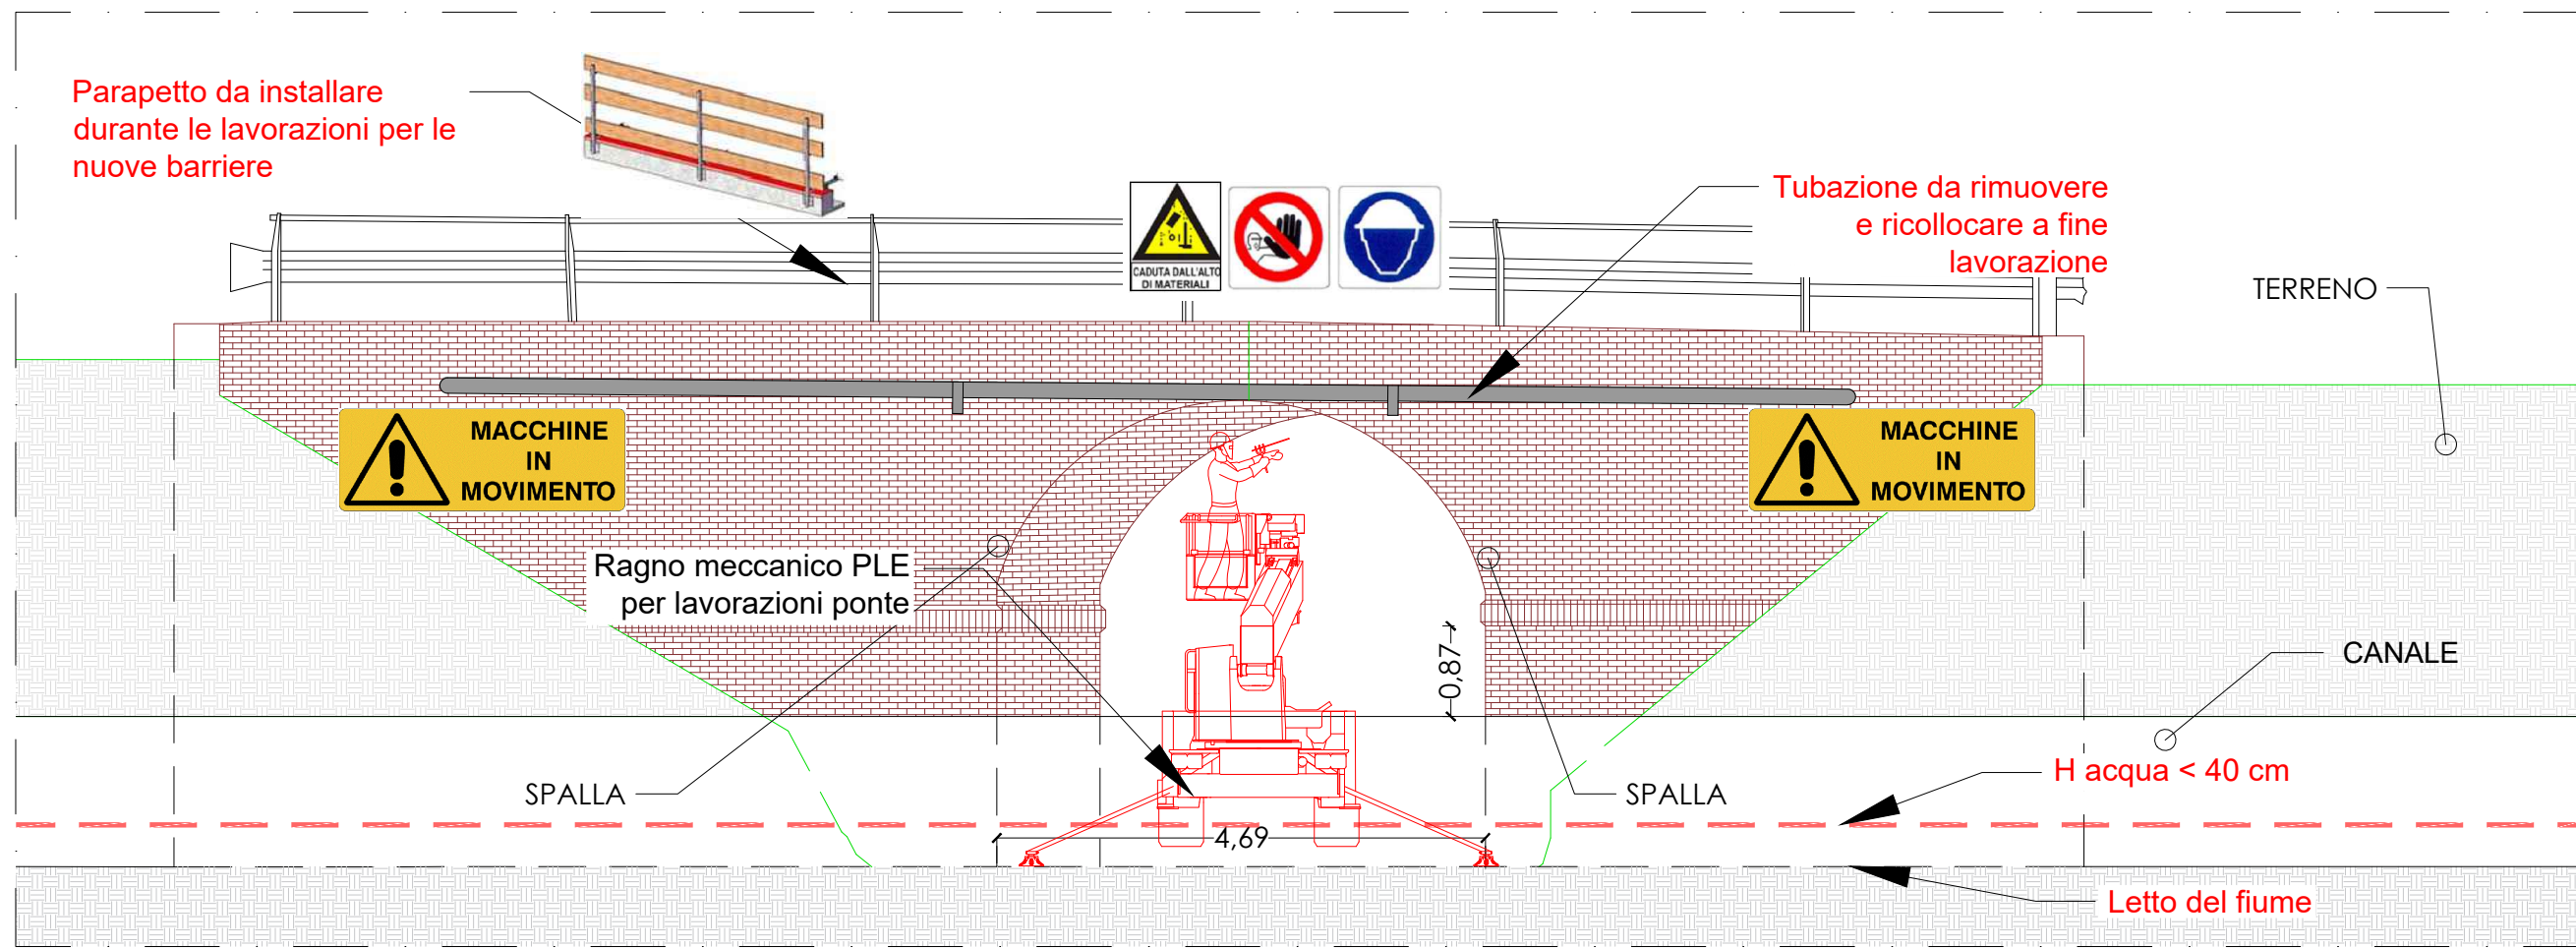 Parapetto da installare
durante le lavorazioni per le
nuove barriere
CADUTA DALL'ALTO
DI MATERIALI
Tubazione da rimuovere
e ricollocare a fine
lavorazione
TERRENO
MACCHINE
IN
MOVIMENTO
MACCHINE
IN
MOVIMENTO
Ragno meccanico PLE
per lavorazioni ponte
0,87
CANALE
SPALLA
SPALLA
H acqua < 40 cm
4,69
Letto del fiume